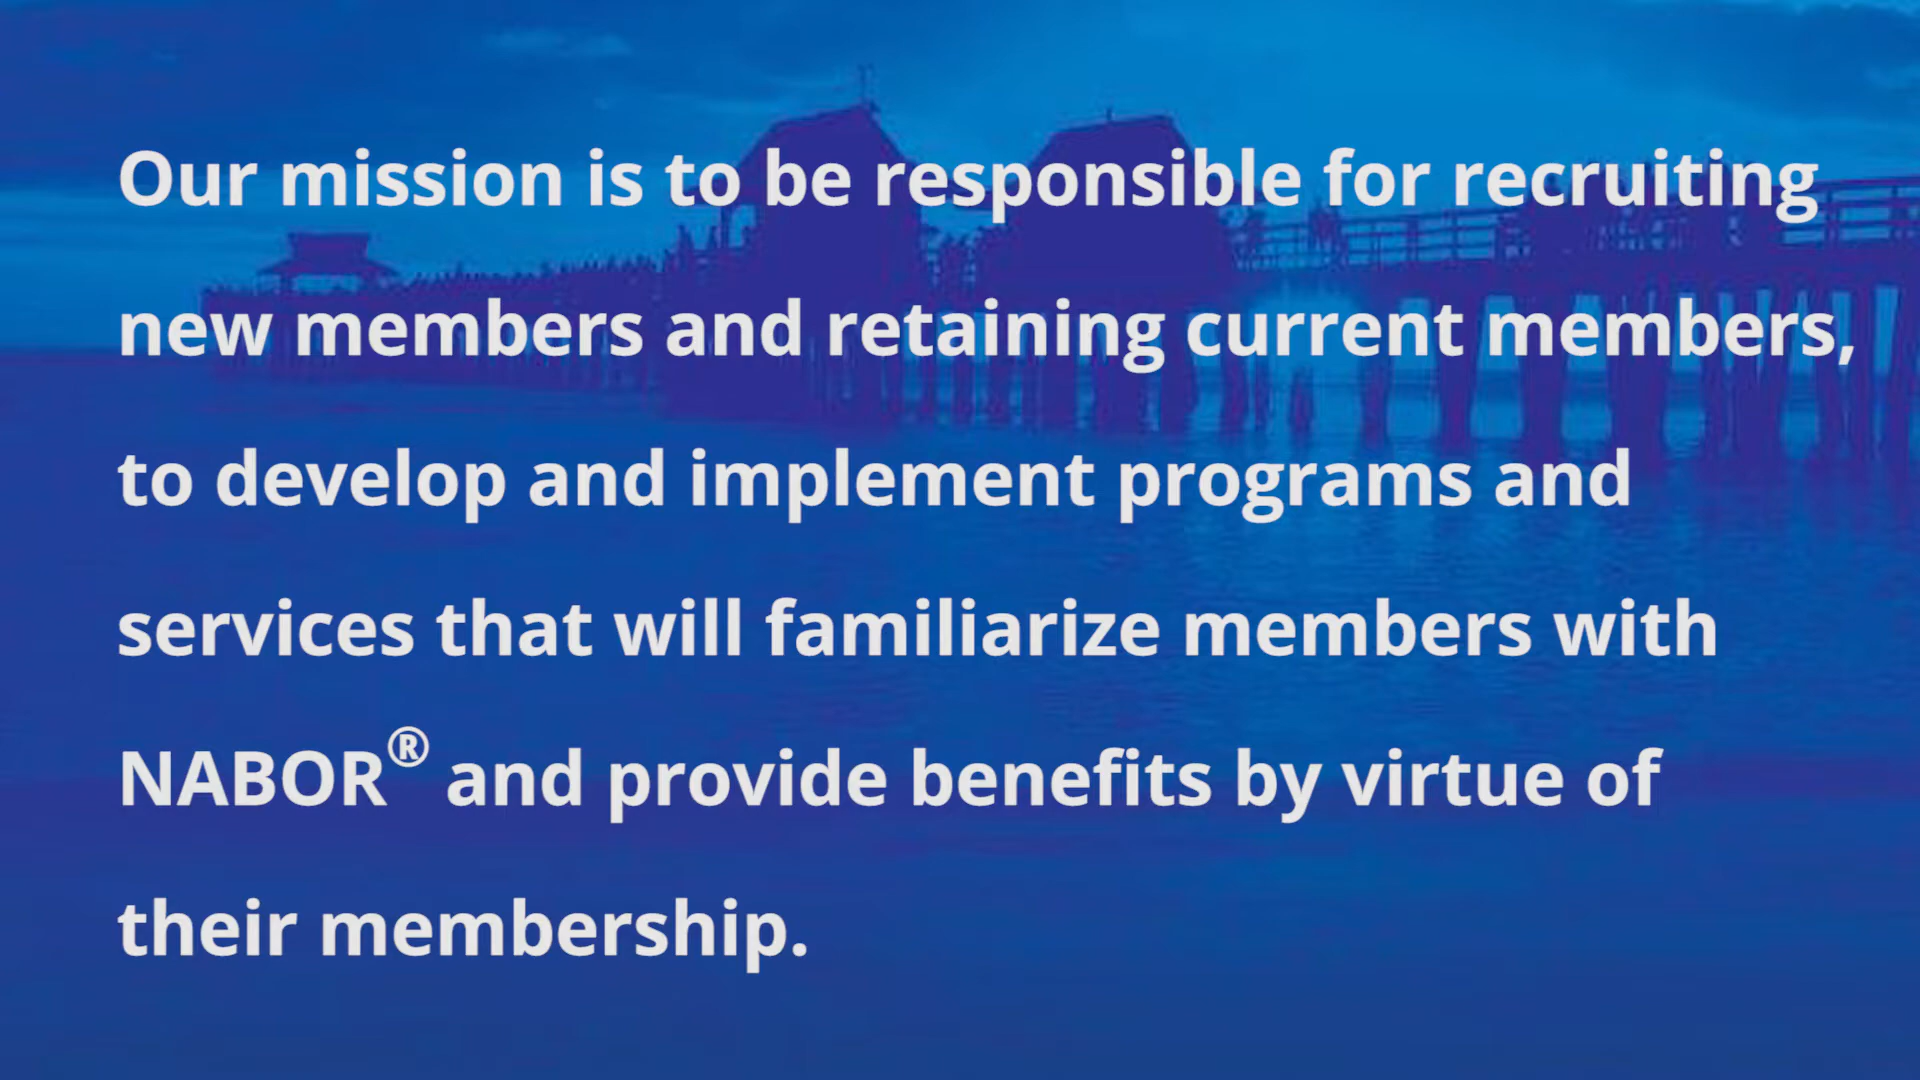 Our mission is to be responsible for recruiting
new members and retaining current members,
to develop and implement programs and
services that will familiarize members with
NABOR® and provide benefits by virtue of
their membership.